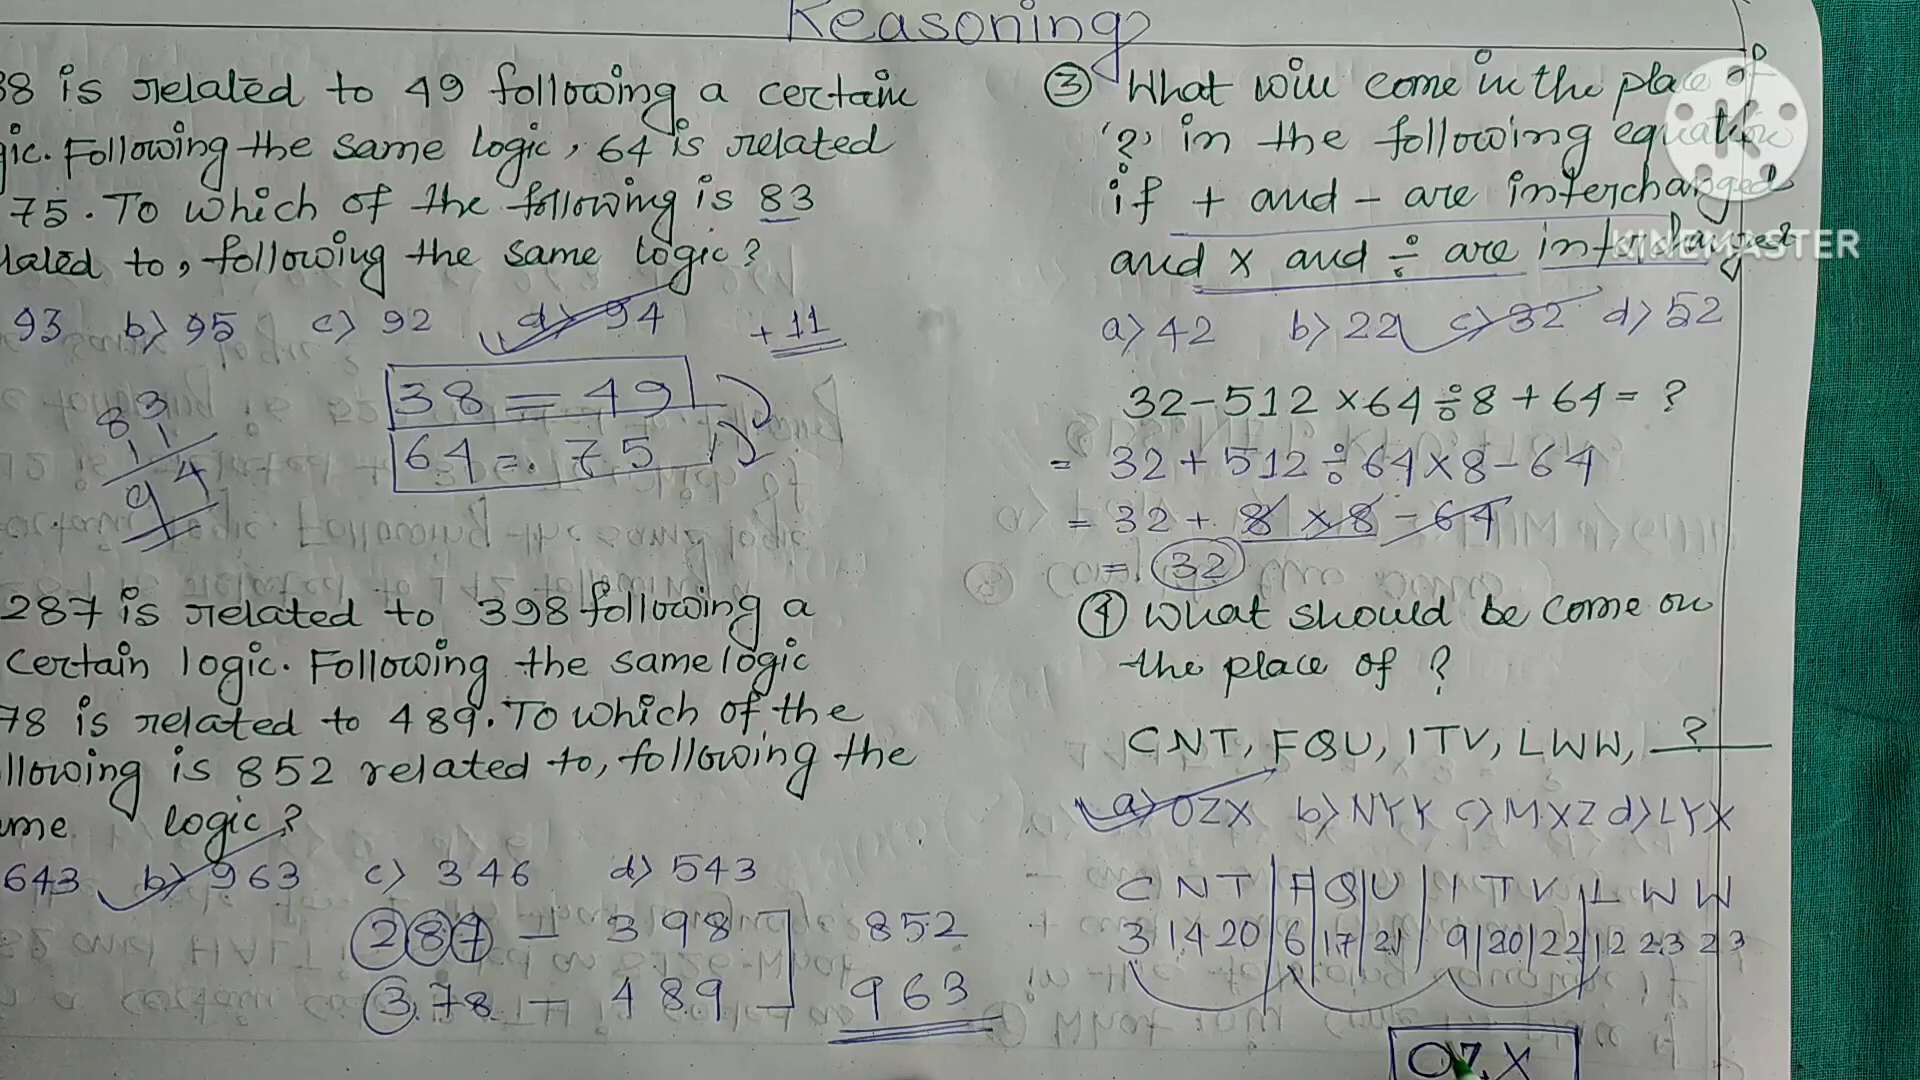 Reasoning
38 is related to 49 following a certain
gic. Following the same logic, 64 is related
75. To which of the following is 83
lated to, following the same logic?
93 b) 95 c) 92 d) 94 +11
38 = 49
64 = 75
83
11
94
287 is related to 398 following a
certain logic. Following the same logic
78 is related to 489. To which of the
llowing is 852 related to, following the
me logic?
643 b) 963 c) 346 d) 543
287 - 398 852
378 - 489 963
③ What will come in the place of
'?' in the following equation
if + and - are interchanged
and x and ÷ are interchanged
a) 42 b) 22 c) 32 d) 52
32-512 x 64 ÷ 8 + 64 = ?
= 32 + 512 ÷ 64 x 8 - 64
= 32 + 8 x 8 - 64
= 32
④ What should be come on
the place of ?
CNT, FQU, ITV, LWW, ?
a) OZX b) NYX c) MXZ d) LYX
C N T F Q U I T V L W W
3 14 20 6 17 21 9 20 22 12 23 23
OZX
K
KINEMASTER